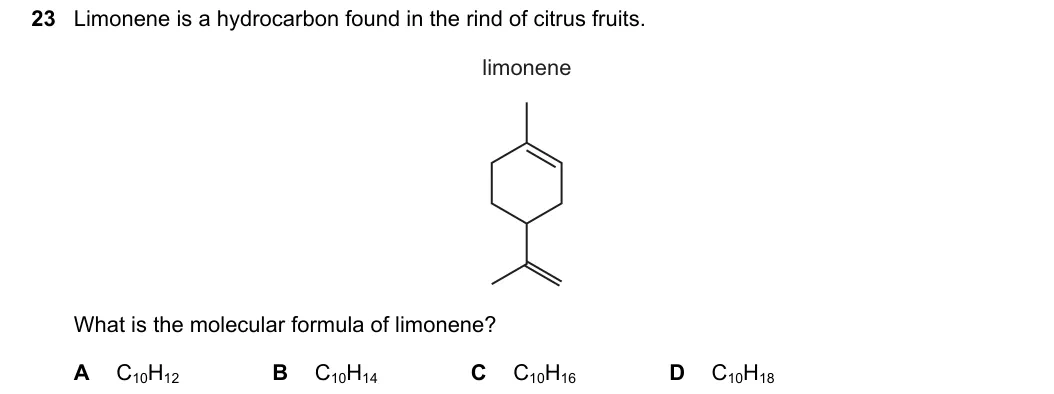 23 Limonene is a hydrocarbon found in the rind of citrus fruits.
limonene
What is the molecular formula of limonene?
A C₁₀H₁₂ B C₁₀H₁₄ C C₁₀H₁₆ D C₁₀H₁₈